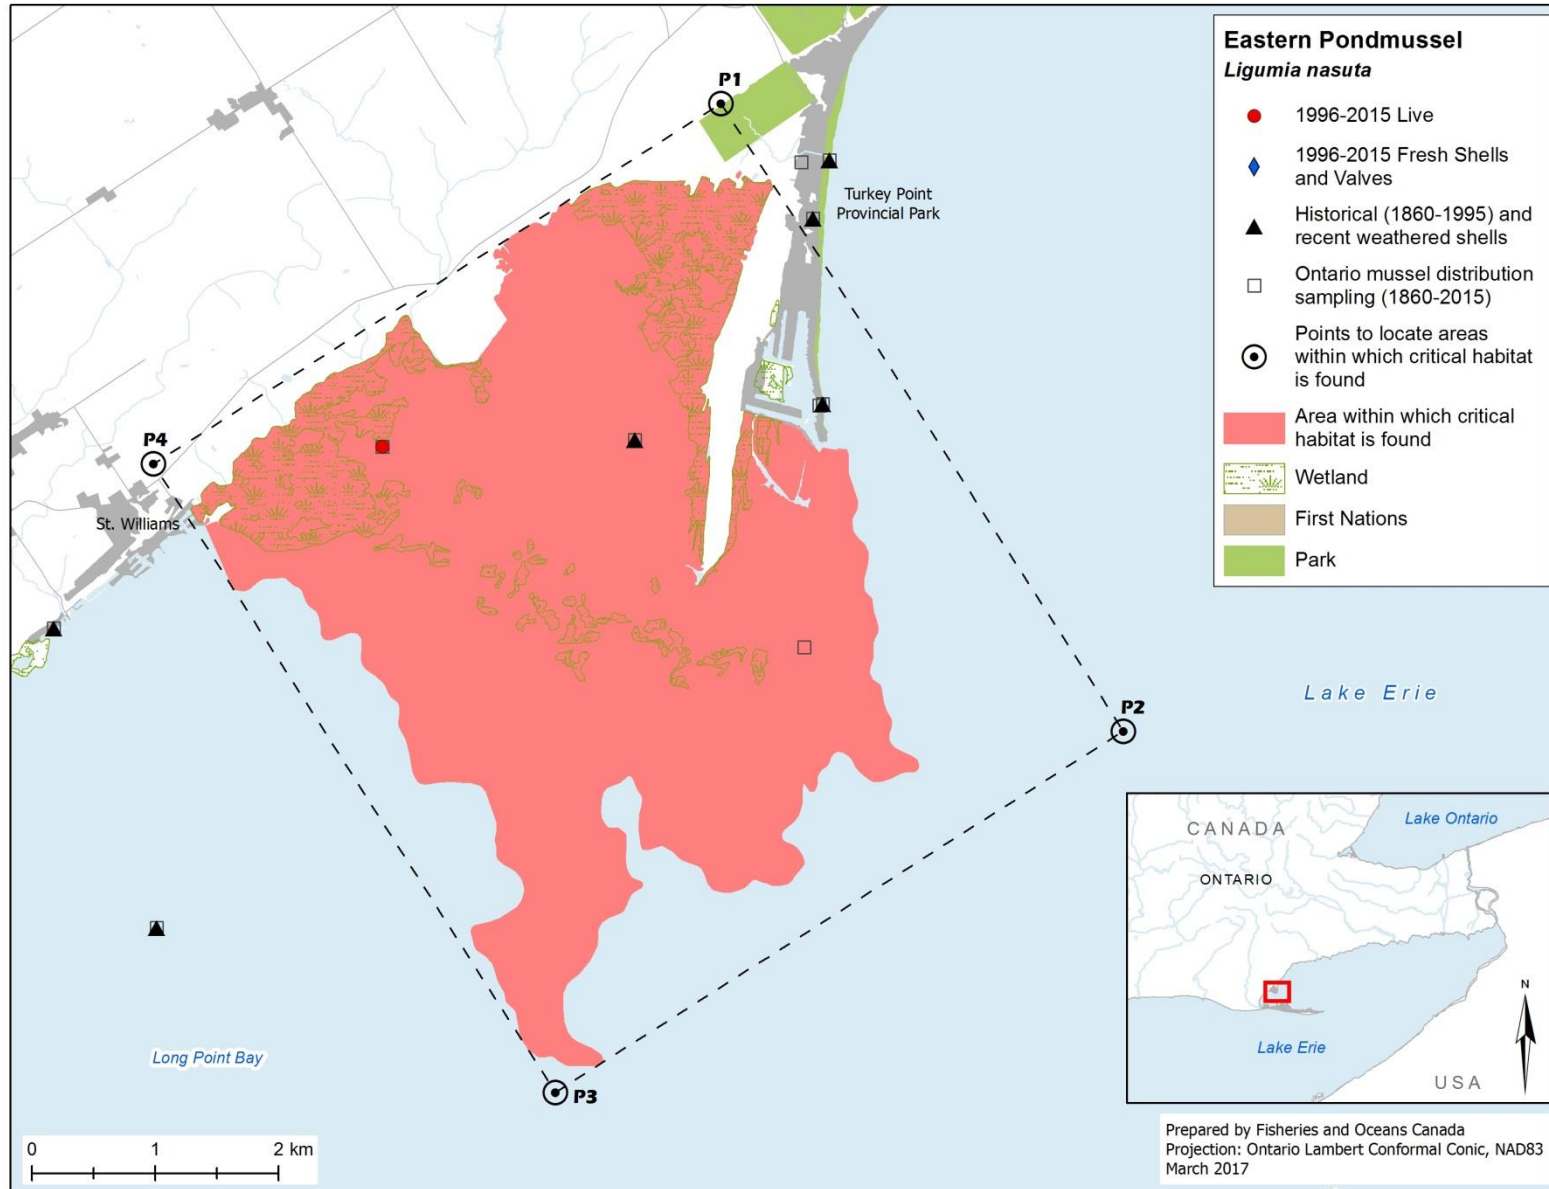 P1
Turkey Point
Provincial Park
P4
St. Williams
P2
Lake Erie
Long Point Bay
P3
0 1 2 km
Eastern Pondmussel
Ligumia nasuta
1996-2015 Live
1996-2015 Fresh Shells
and Valves
Historical (1860-1995) and
recent weathered shells
Ontario mussel distribution
sampling (1860-2015)
Points to locate areas
within which critical habitat
is found
Area within which critical
habitat is found
Wetland
First Nations
Park
CANADA
Lake Ontario
ONTARIO
Lake Erie
USA
N
Prepared by Fisheries and Oceans Canada
Projection: Ontario Lambert Conformal Conic, NAD83
March 2017